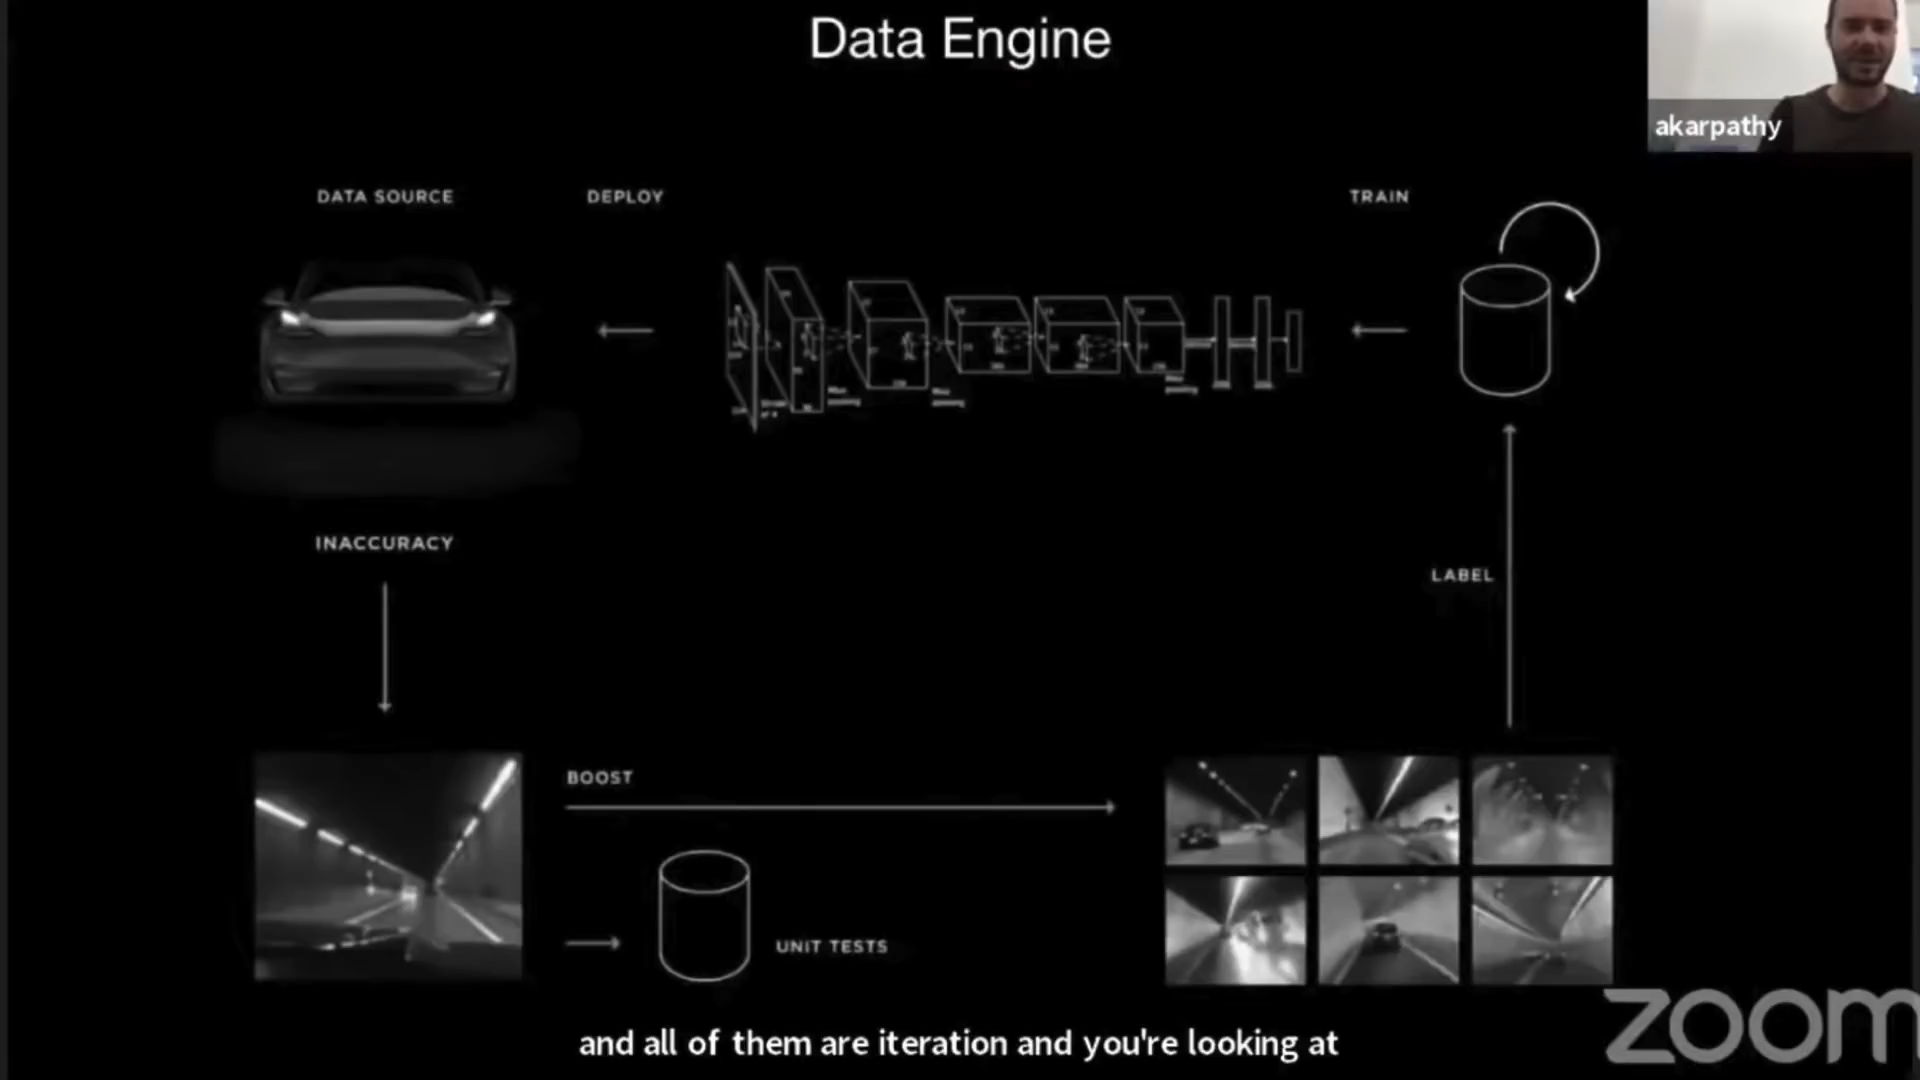 Data Engine
akarpathy
DATA SOURCE
DEPLOY
TRAIN
INACCURACY
LABEL
BOOST
UNIT TESTS
and all of them are iteration and you're looking at
zoom